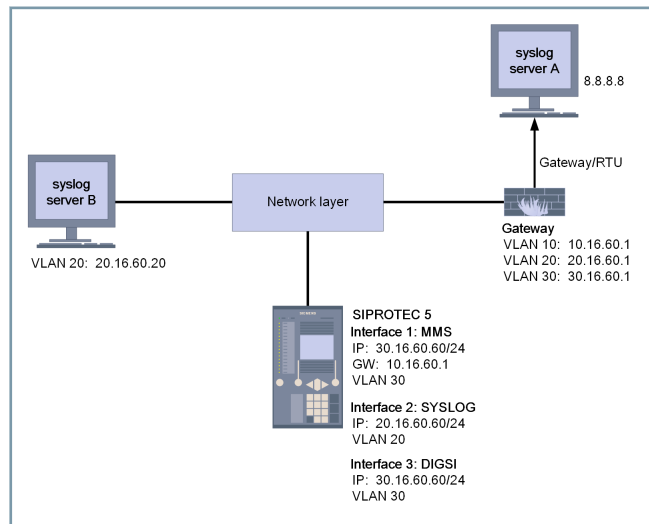 syslog
server A
8.8.8.8
Gateway/RTU
syslog
server B
Network layer
VLAN 20: 20.16.60.20
Gateway
VLAN 10: 10.16.60.1
VLAN 20: 20.16.60.1
VLAN 30: 30.16.60.1
SIPROTEC 5
Interface 1: MMS
IP: 30.16.60.60/24
GW: 10.16.60.1
VLAN 30
Interface 2: SYSLOG
IP: 20.16.60.60/24
VLAN 20
Interface 3: DIGSI
IP: 30.16.60.60/24
VLAN 30